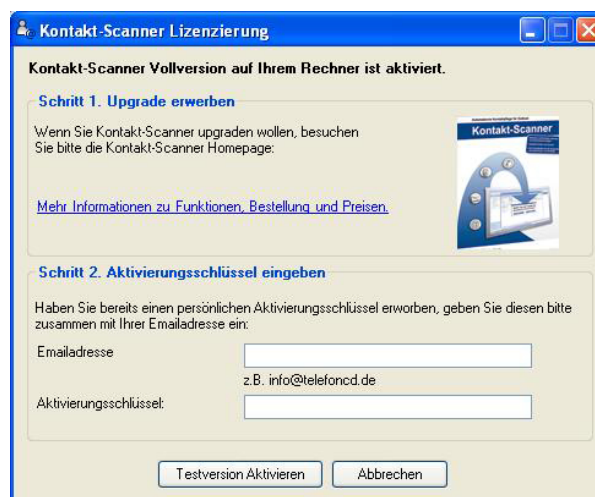 Kontakt-Scanner Lizenzierung
Kontakt-Scanner Vollversion auf Ihrem Rechner ist aktiviert.
Schritt 1. Upgrade erwerben
Wenn Sie Kontakt-Scanner upgraden wollen, besuchen
Sie bitte die Kontakt-Scanner Homepage:
Kontakt-Scanner
Mehr Informationen zu Funktionen, Bestellung und Preisen.
Schritt 2. Aktivierungsschlüssel eingeben
Haben Sie bereits einen persönlichen Aktivierungsschlüssel erworben, geben Sie diesen bitte
zusammen mit Ihrer Emailadresse ein:
Emailadresse
z.B. info@telefoncd.de
Aktivierungsschlüssel:
Testversion Aktivieren
Abbrechen